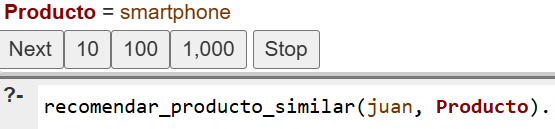 Producto = smartphone
Next 10 100 1,000 Stop
?- recomendar_producto_similar(juan, Producto).